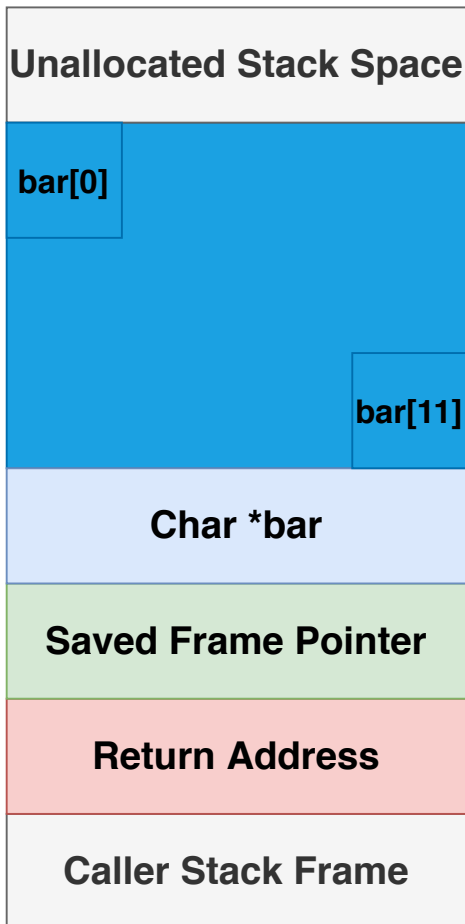 Unallocated Stack Space
bar[0]
bar[11]
Char *bar
Saved Frame Pointer
Return Address
Caller Stack Frame